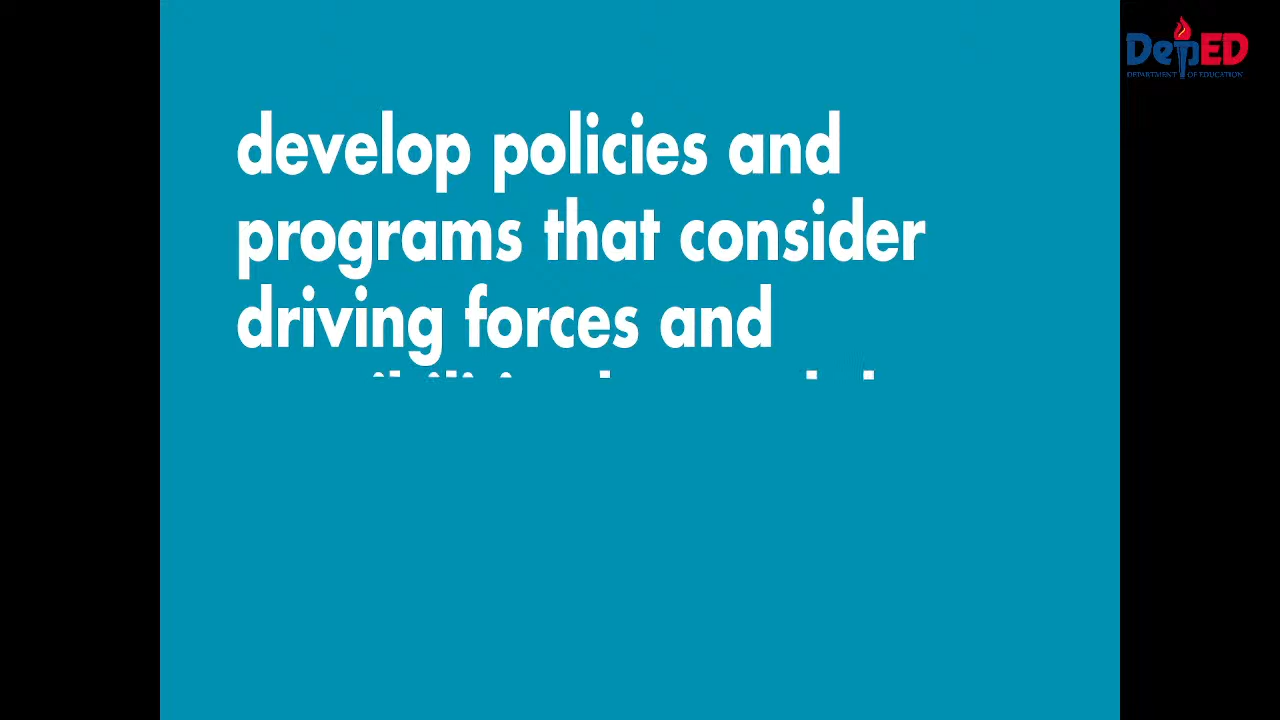 DepED
DEPARTMENT OF EDUCATION
develop policies and
programs that consider
driving forces and